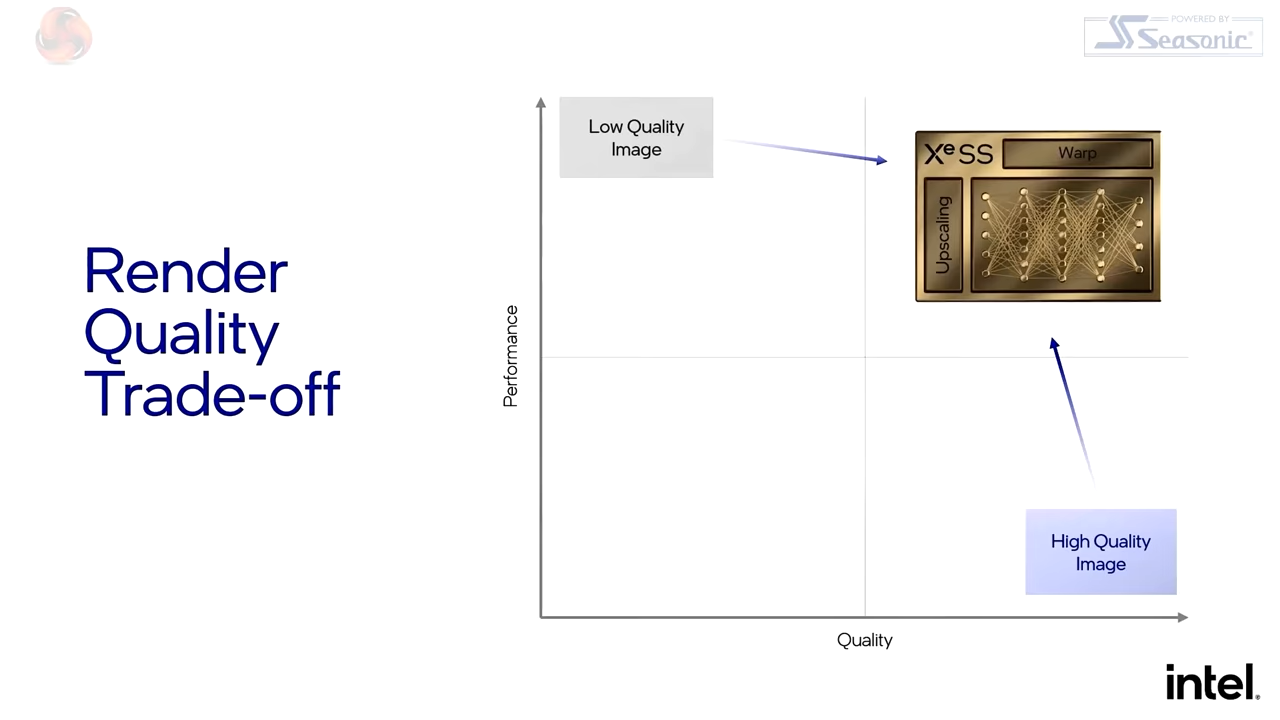 POWERED BY
Seasonic
Render
Quality
Trade-off
Low Quality
Image
XeSS
Warp
Upscaling
Performance
High Quality
Image
Quality
intel